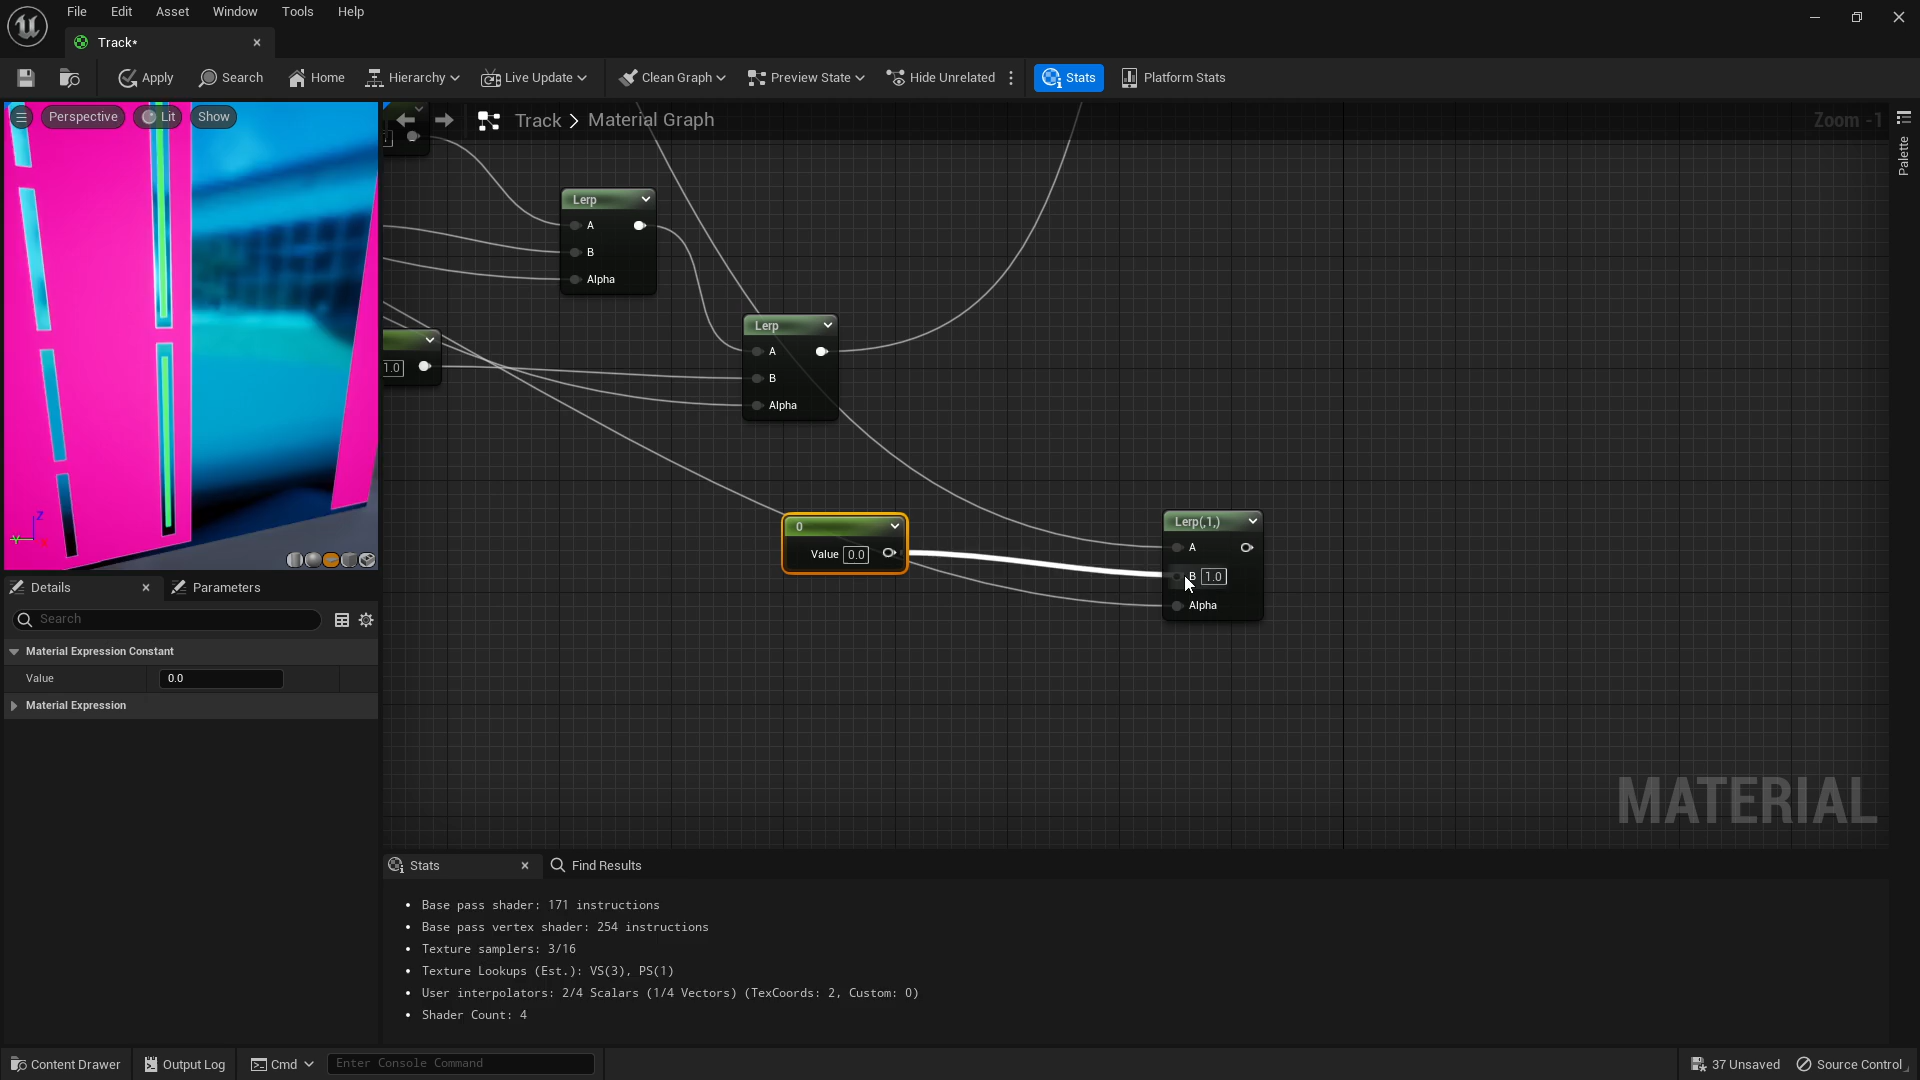 File Edit Asset Window Tools Help
Track*
Apply Search Home Hierarchy Live Update Clean Graph Preview State Hide Unrelated Stats Platform Stats
Perspective Lit Show
Track > Material Graph
Zoom -1
Palette
Lerp
A
B
Alpha
Lerp
A
B
Alpha
1.0
0
Value 0.0
Lerp(,1,)
A
B 1.0
Alpha
MATERIAL
Z
Y
X
Details Parameters
Search
Material Expression Constant
Value 0.0
Material Expression
Stats Find Results
• Base pass shader: 171 instructions
• Base pass vertex shader: 254 instructions
• Texture samplers: 3/16
• Texture Lookups (Est.): VS(3), PS(1)
• User interpolators: 2/4 Scalars (1/4 Vectors) (TexCoords: 2, Custom: 0)
• Shader Count: 4
Content Drawer Output Log Cmd Enter Console Command 37 Unsaved Source Control